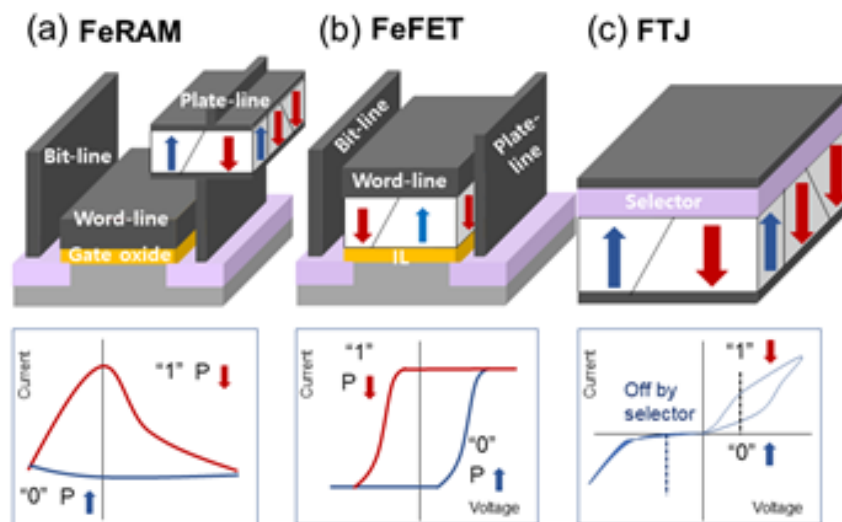 (a) FeRAM
Bit-line
Plate-line
Word-line
Gate oxide
(b) FeFET
Bit-line
Plate-
line
Word-line
IL
(c) FTJ
Selector
Current
"1" P
"0" P
Current
"1"
P
"0"
P
Voltage
Current
"1"
Off by
selector
"0"
Voltage